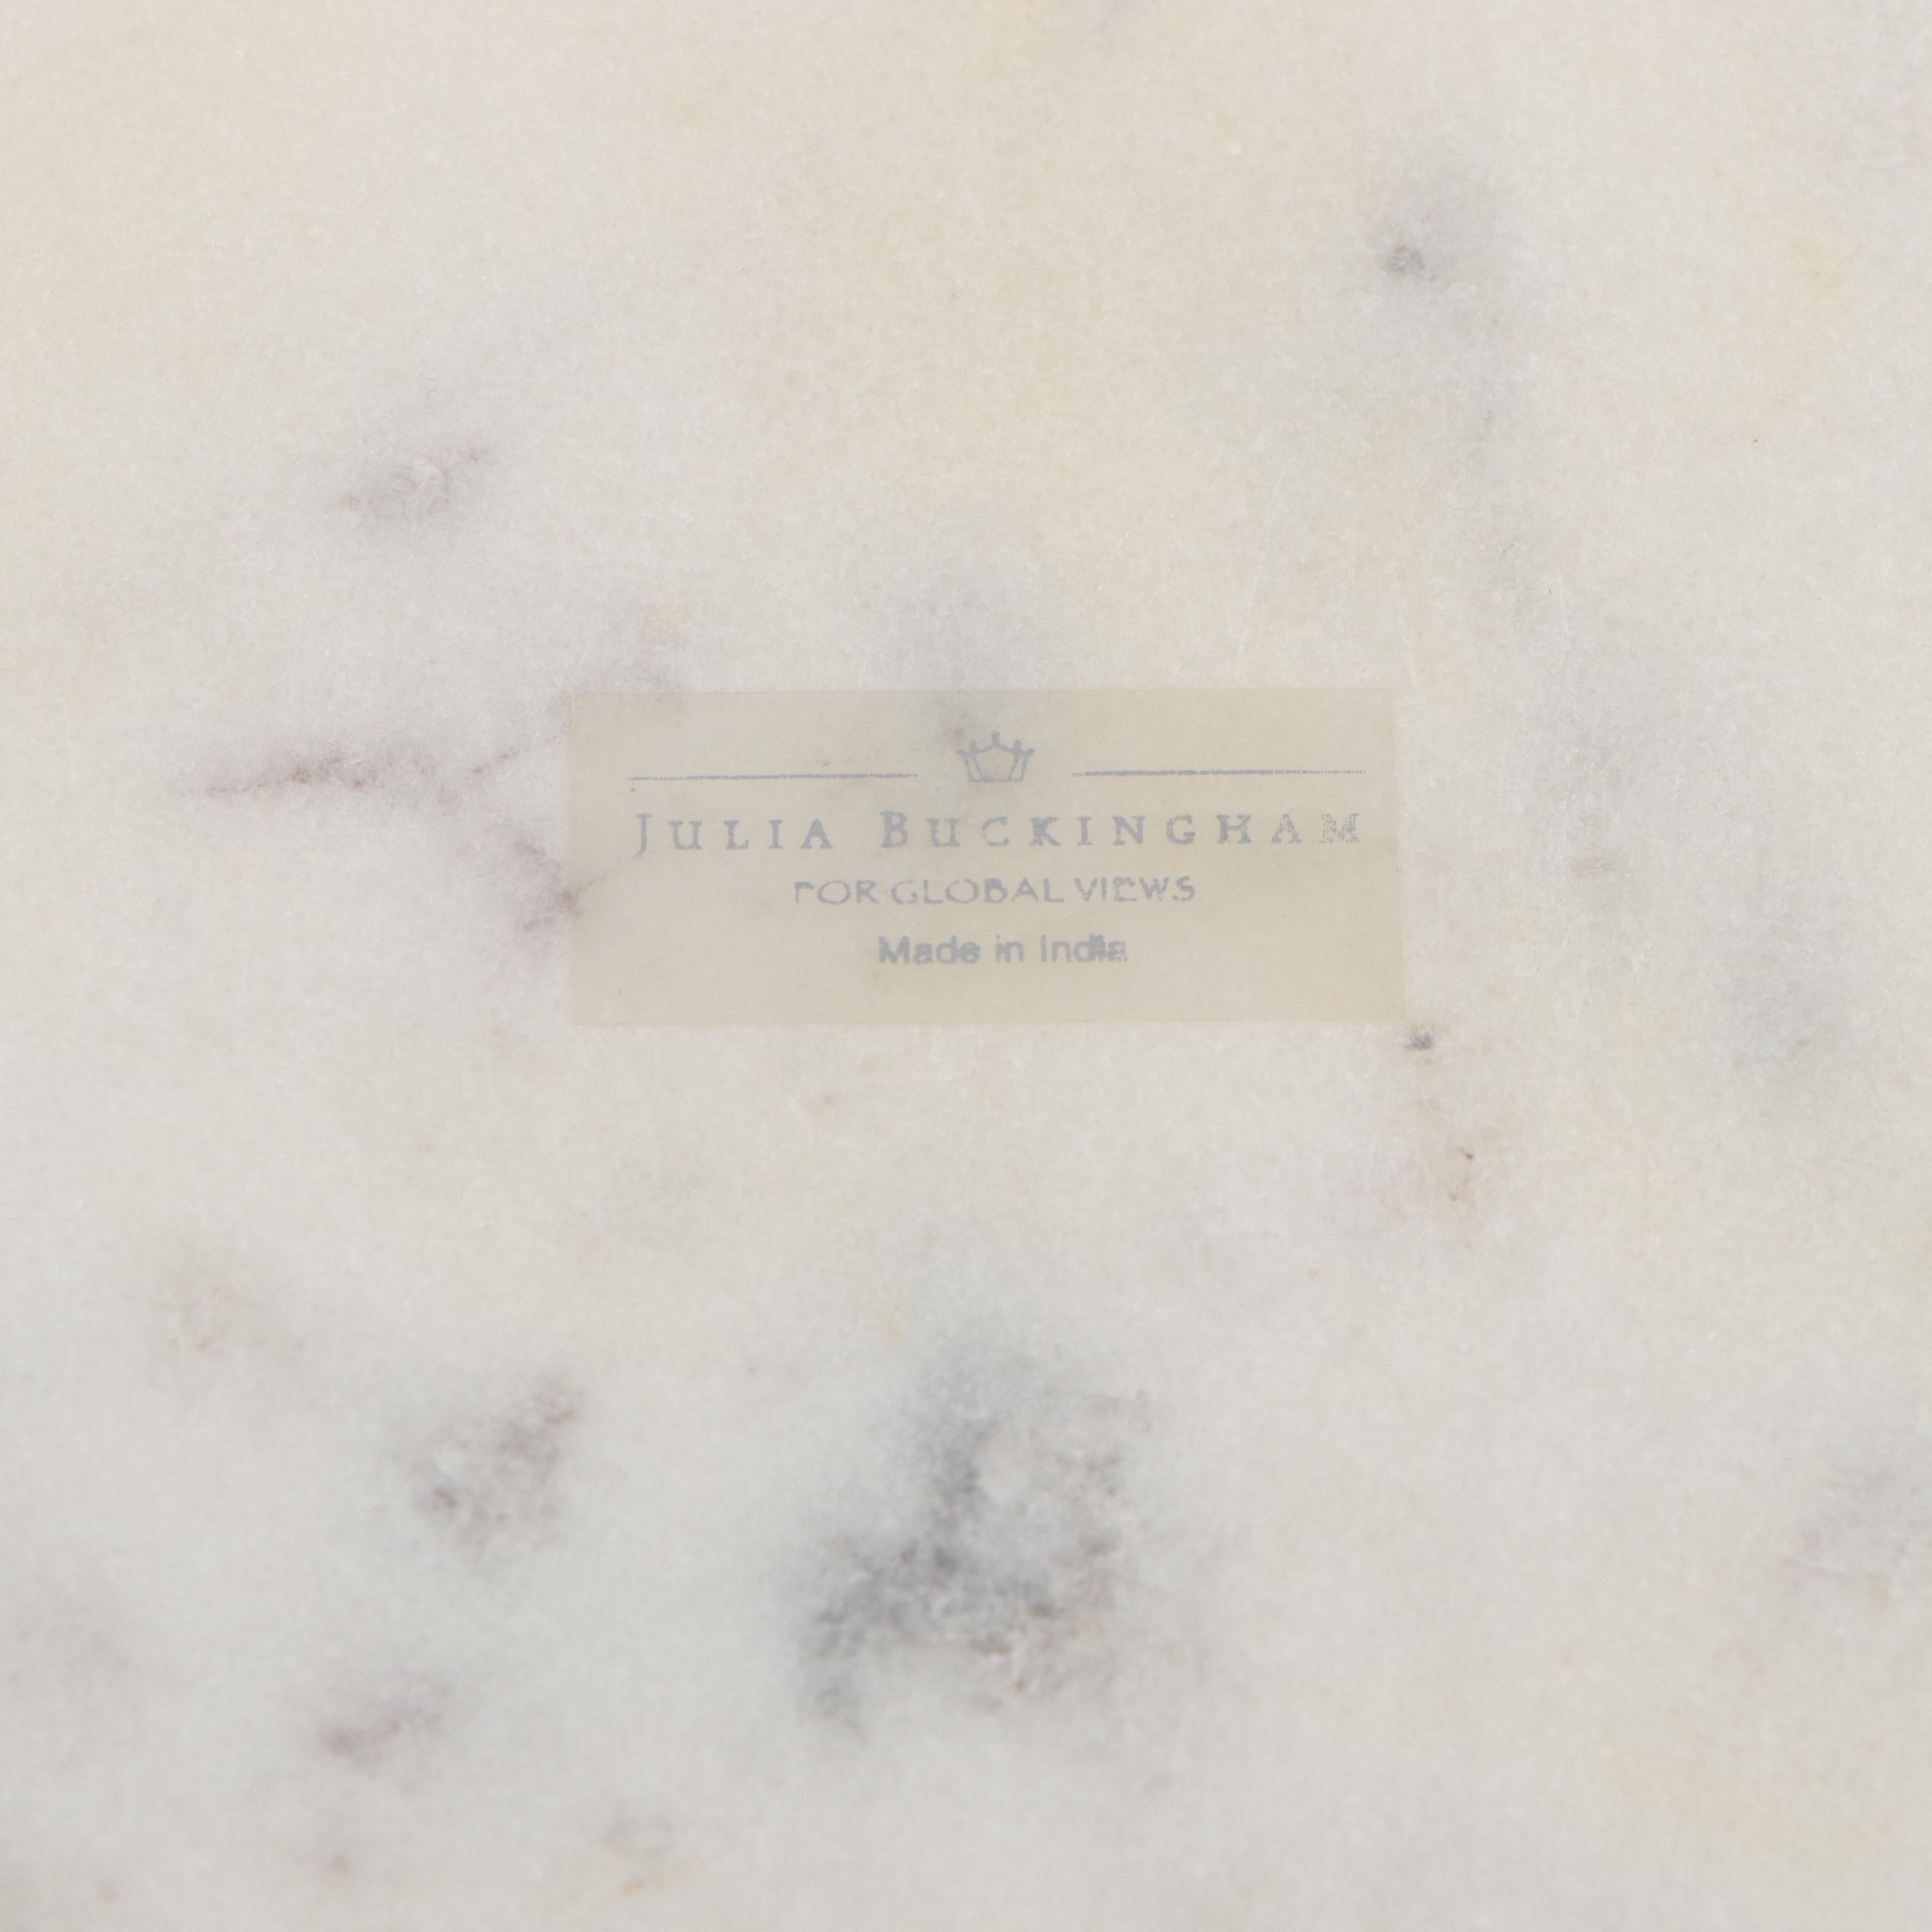 JULIA BUCKINGHAM
FOR GLOBAL VIEWS
Made in India